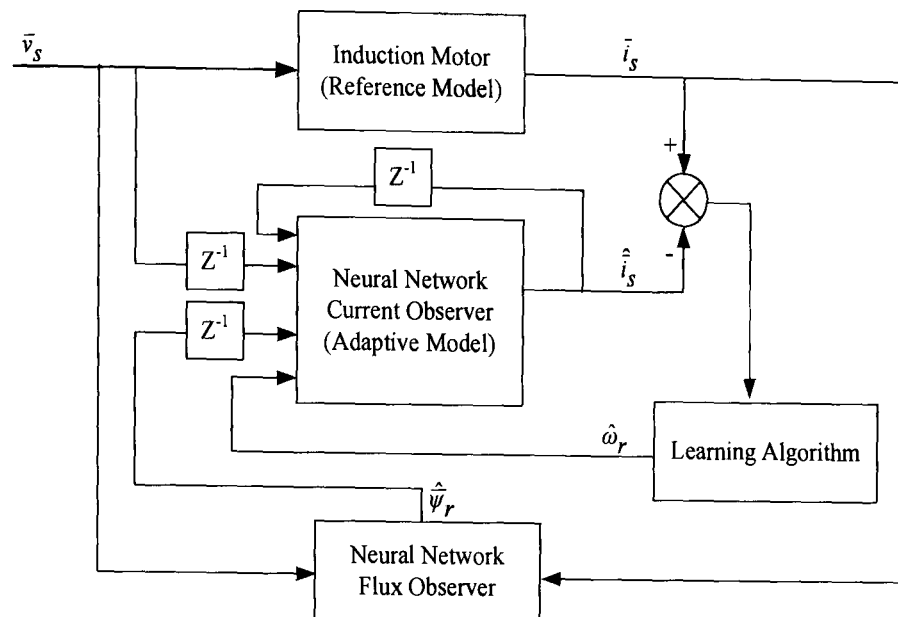 v̄s
Induction Motor
(Reference Model)
īs
+
Z-1
Z-1
Neural Network
Current Observer
(Adaptive Model)
-
î̄s
Z-1
ω̂r
Learning Algorithm
ψ̂̄r
Neural Network
Flux Observer